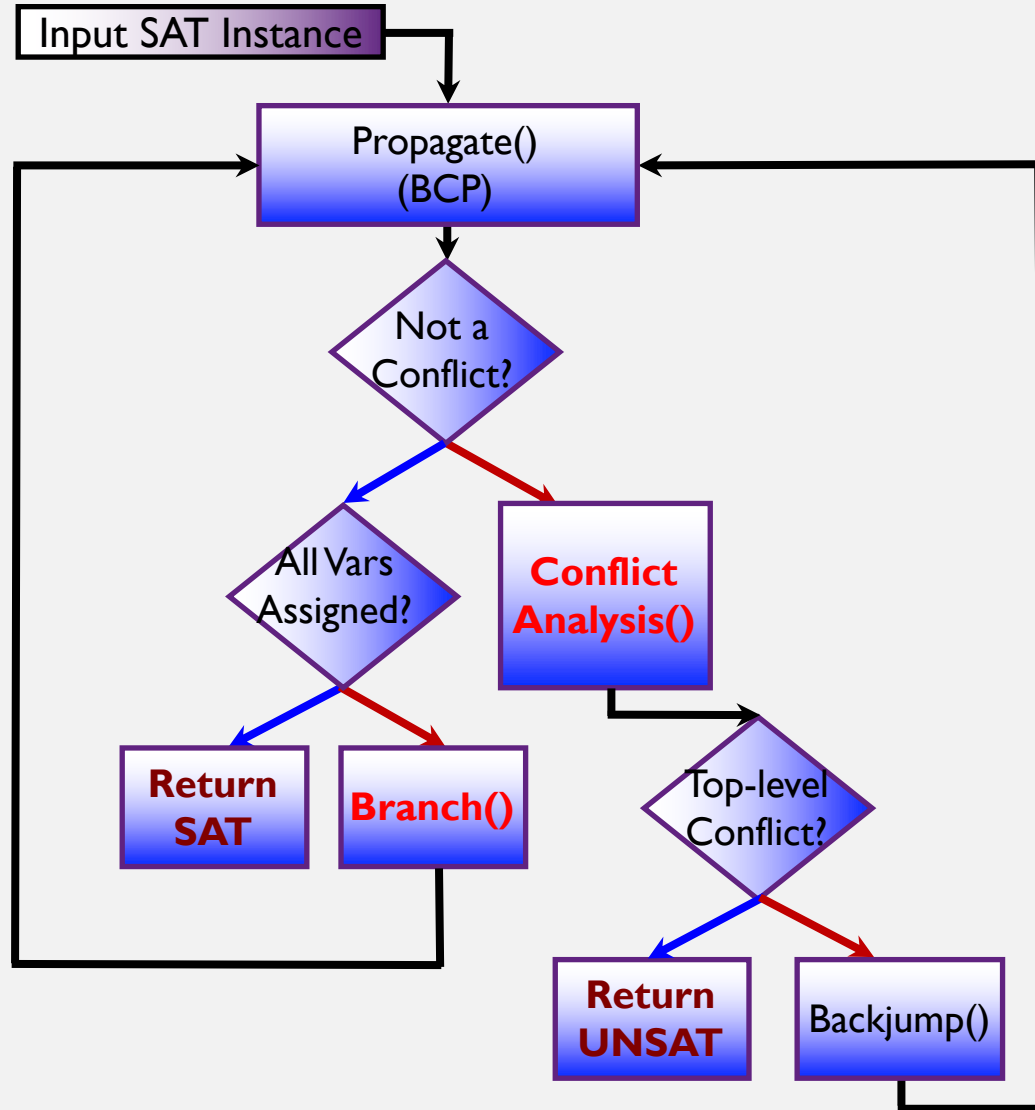 Input SAT Instance
Propagate()
(BCP)
Not a
Conflict?
All Vars
Assigned?
Conflict
Analysis()
Return
SAT
Branch()
Top-level
Conflict?
Return
UNSAT
Backjump()